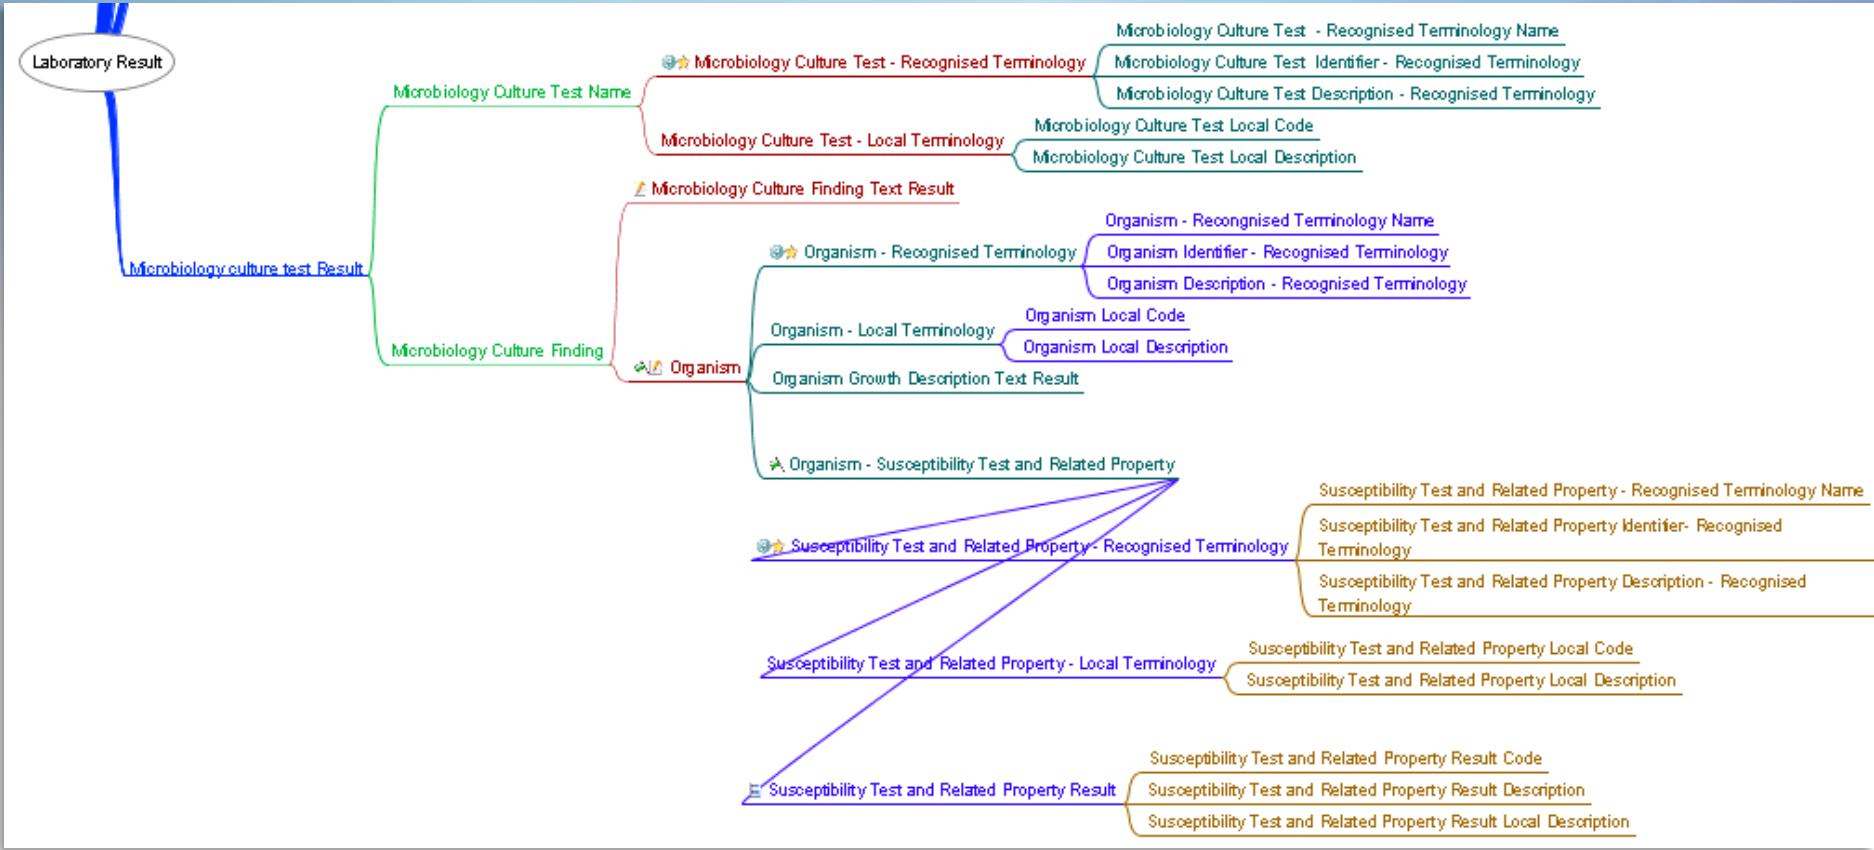 Laboratory Result
Microbiology culture test Result
Microbiology Culture Test Name
Microbiology Culture Test - Recognised Terminology
Microbiology Culture Test  - Recognised Terminology Name
Microbiology Culture Test  Identifier - Recognised Terminology
Microbiology Culture Test Description - Recognised Terminology
Microbiology Culture Test - Local Terminology
Microbiology Culture Test Local Code
Microbiology Culture Test Local Description
Microbiology Culture Finding
Microbiology Culture Finding Text Result
Organism
Organism - Recognised Terminology
Organism - Recongnised Terminology Name
Organism Identifier - Recognised Terminology
Organism Description - Recognised Terminology
Organism - Local Terminology
Organism Local Code
Organism Local Description
Organism Growth Description Text Result
Organism - Susceptibility Test and Related Property
Susceptibility Test and Related Property - Recognised Terminology
Susceptibility Test and Related Property - Recognised Terminology Name
Susceptibility Test and Related Property Identifier- Recognised
Terminology
Susceptibility Test and Related Property Description - Recognised
Terminology
Susceptibility Test and Related Property - Local Terminology
Susceptibility Test and Related Property Local Code
Susceptibility Test and Related Property Local Description
Susceptibility Test and Related Property Result
Susceptibility Test and Related Property Result Code
Susceptibility Test and Related Property Result Description
Susceptibility Test and Related Property Result Local Description